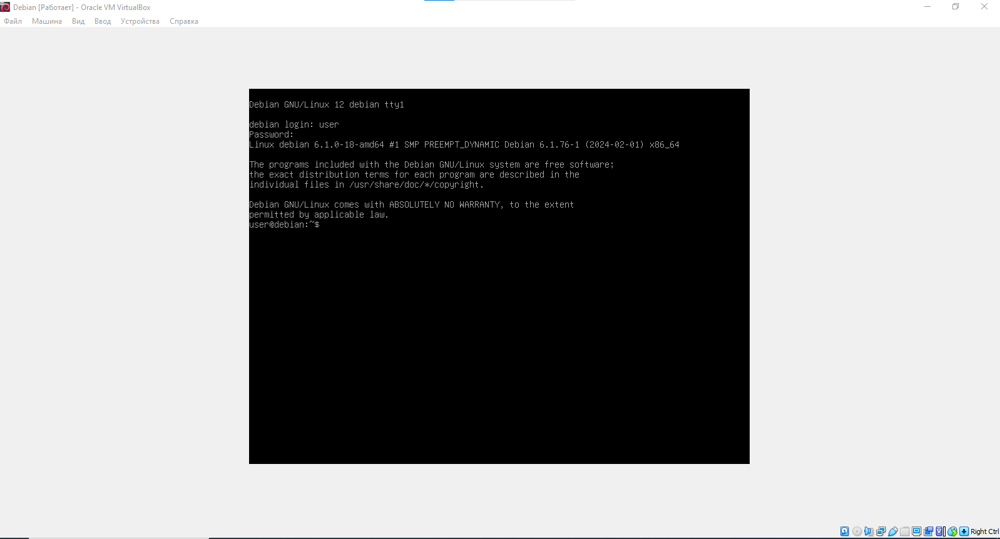 Debian [Работает] - Oracle VM VirtualBox
Файл Машина Вид Ввод Устройства Справка
Debian GNU/Linux 12 debian tty1
debian login: user
Password:
Linux debian 6.1.0-18-amd64 #1 SMP PREEMPT_DYNAMIC Debian 6.1.76-1 (2024-02-01) x86_64
The programs included with the Debian GNU/Linux system are free software;
the exact distribution terms for each program are described in the
individual files in /usr/share/doc/*/copyright.
Debian GNU/Linux comes with ABSOLUTELY NO WARRANTY, to the extent
permitted by applicable law.
user@debian:~$
Right Ctrl